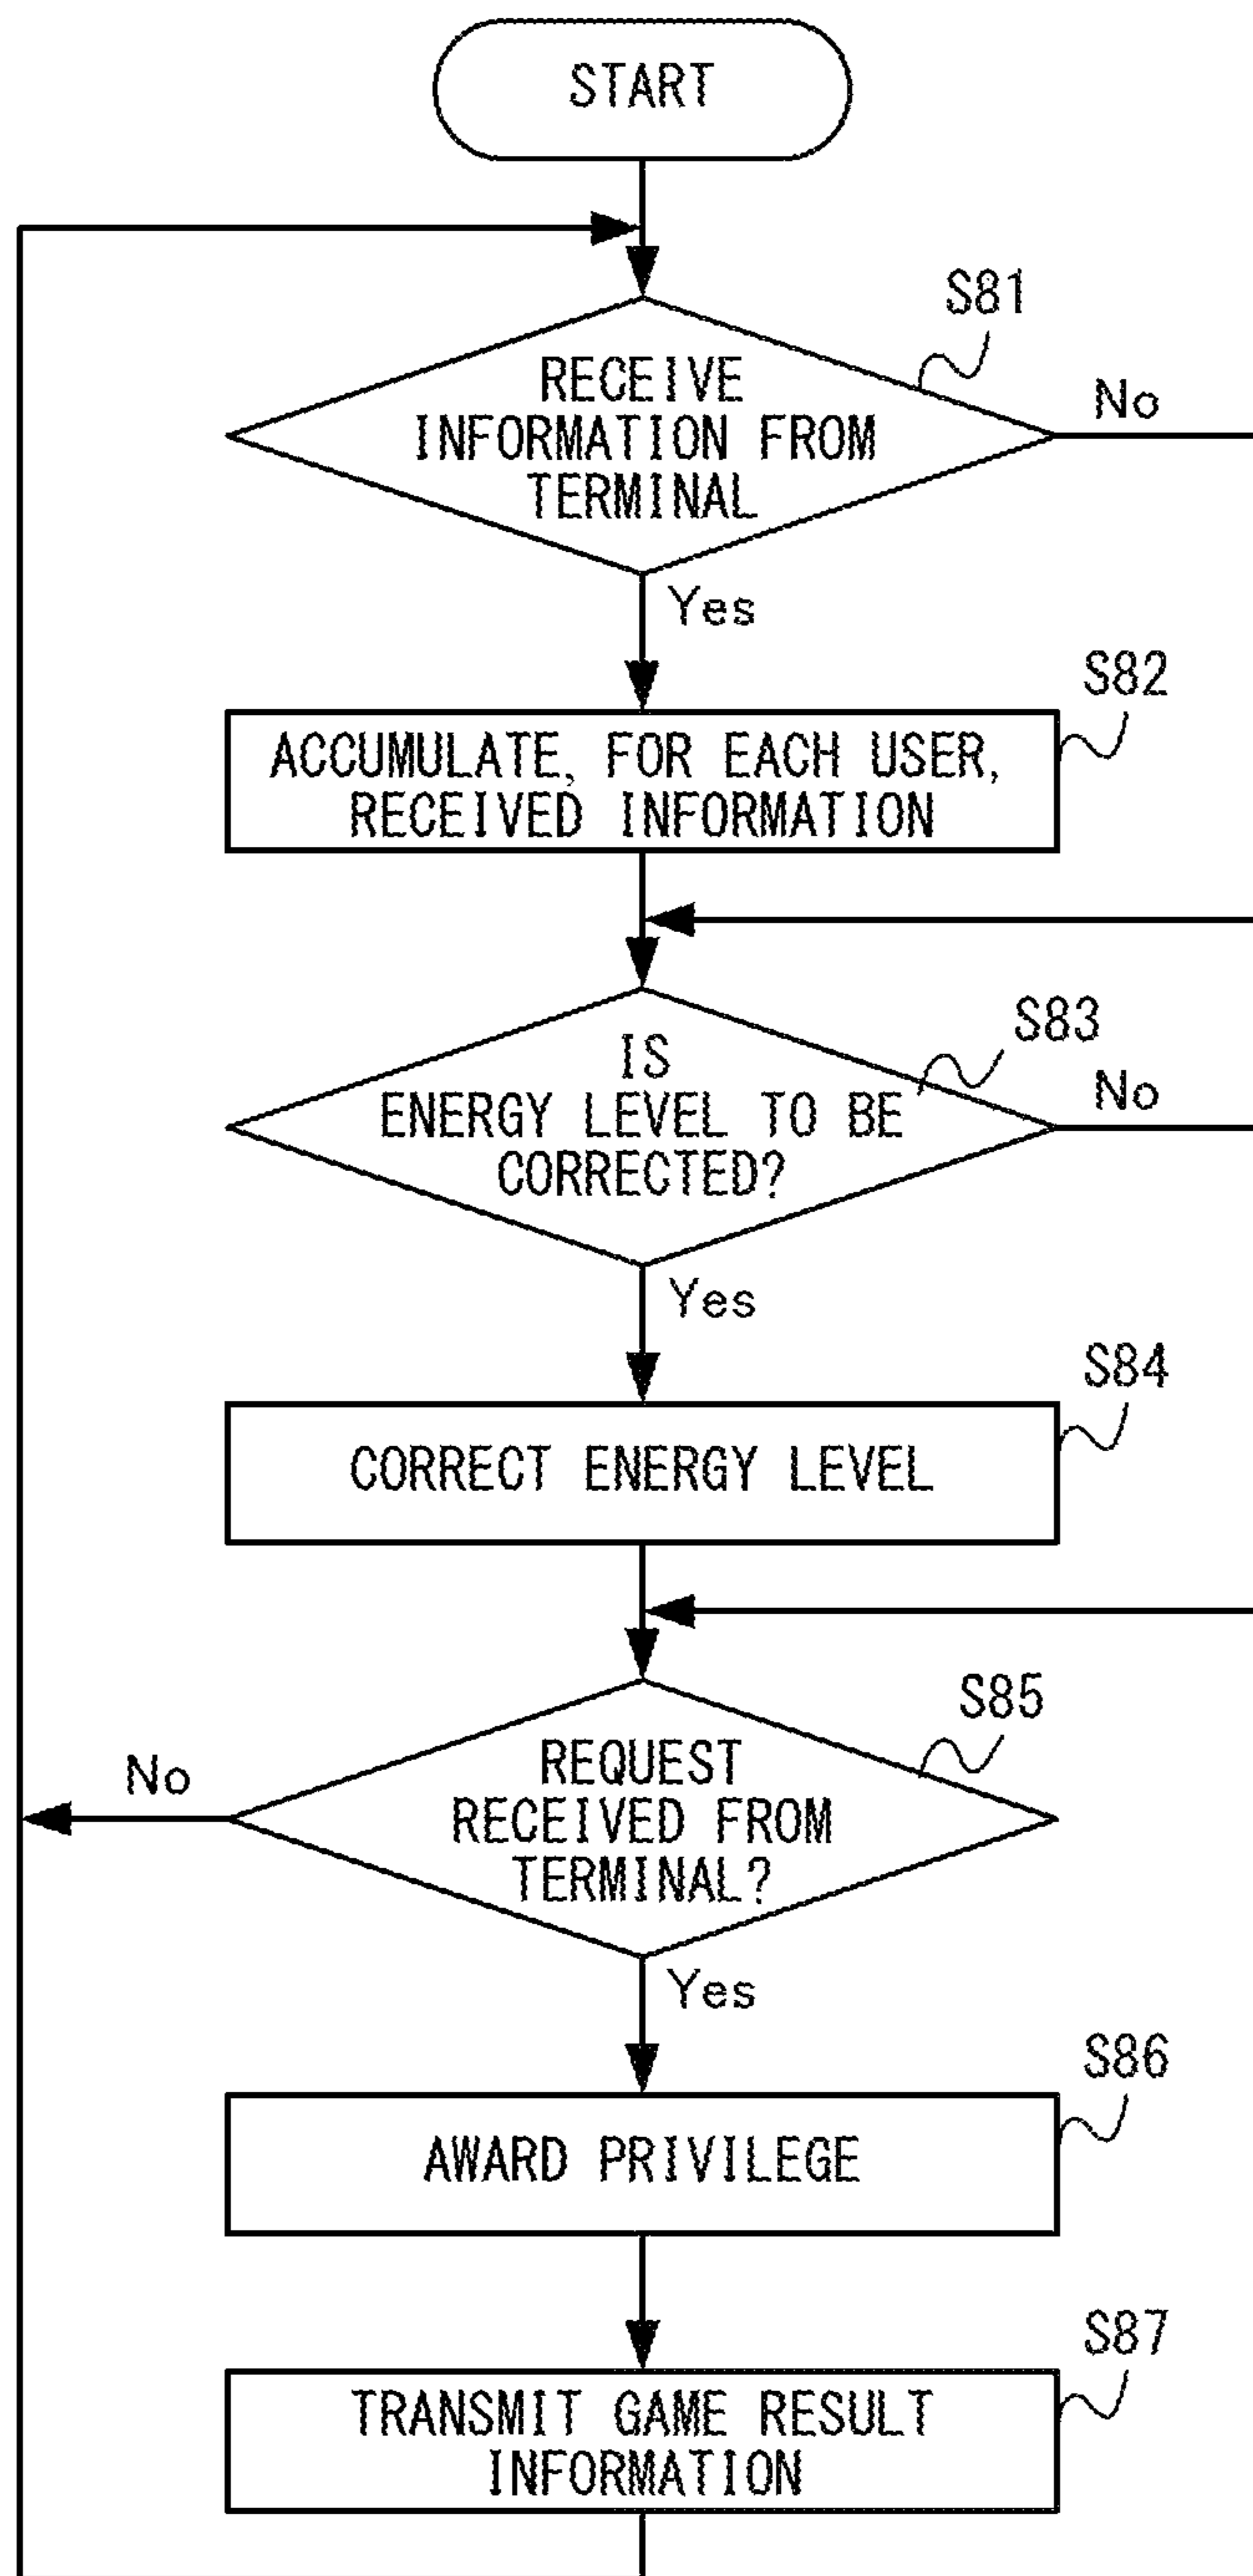 START
S81
RECEIVE
INFORMATION FROM
TERMINAL
No
Yes
S82
ACCUMULATE, FOR EACH USER,
RECEIVED INFORMATION
S83
IS
ENERGY LEVEL TO BE
CORRECTED?
No
Yes
S84
CORRECT ENERGY LEVEL
S85
REQUEST
RECEIVED FROM
TERMINAL?
No
Yes
S86
AWARD PRIVILEGE
S87
TRANSMIT GAME RESULT
INFORMATION